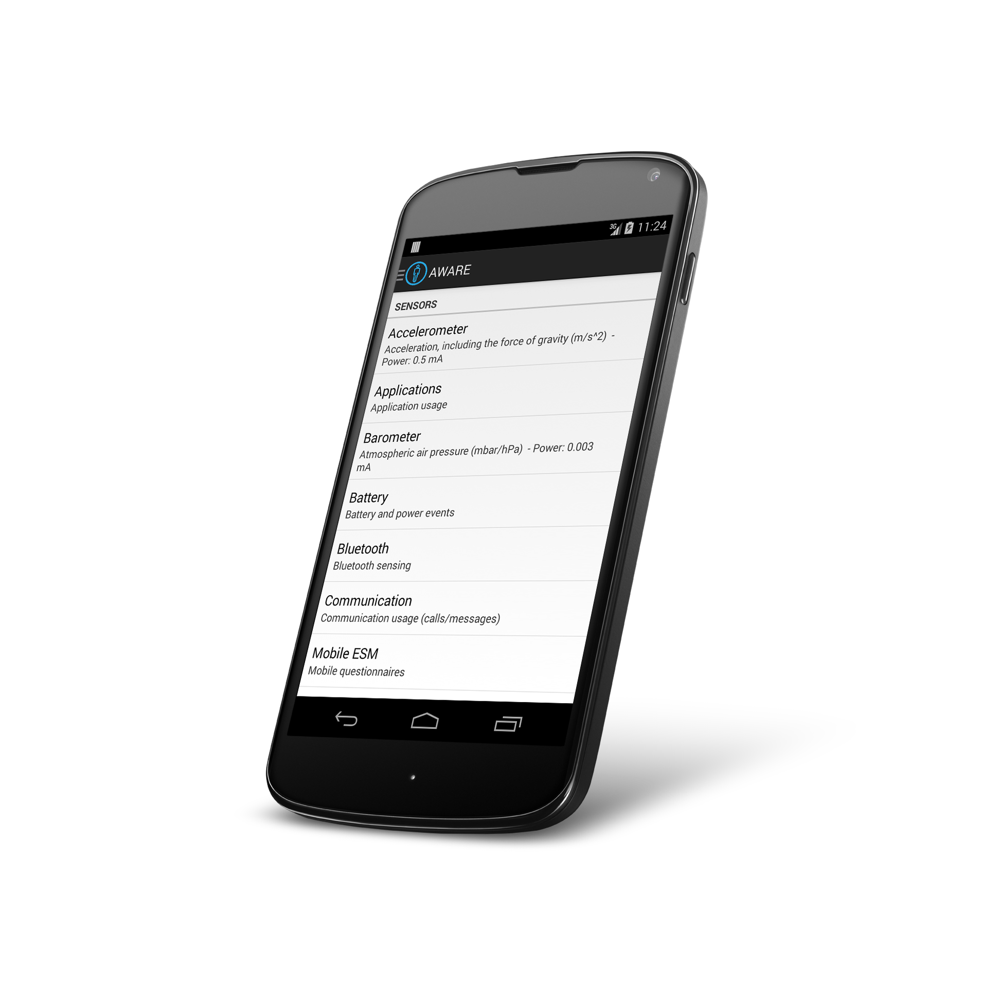 3G 11:24
AWARE
SENSORS
Accelerometer
Acceleration, including the force of gravity (m/s^2) -
Power: 0.5 mA
Applications
Application usage
Barometer
Atmospheric air pressure (mbar/hPa) - Power: 0.003
mA
Battery
Battery and power events
Bluetooth
Bluetooth sensing
Communication
Communication usage (calls/messages)
Mobile ESM
Mobile questionnaires